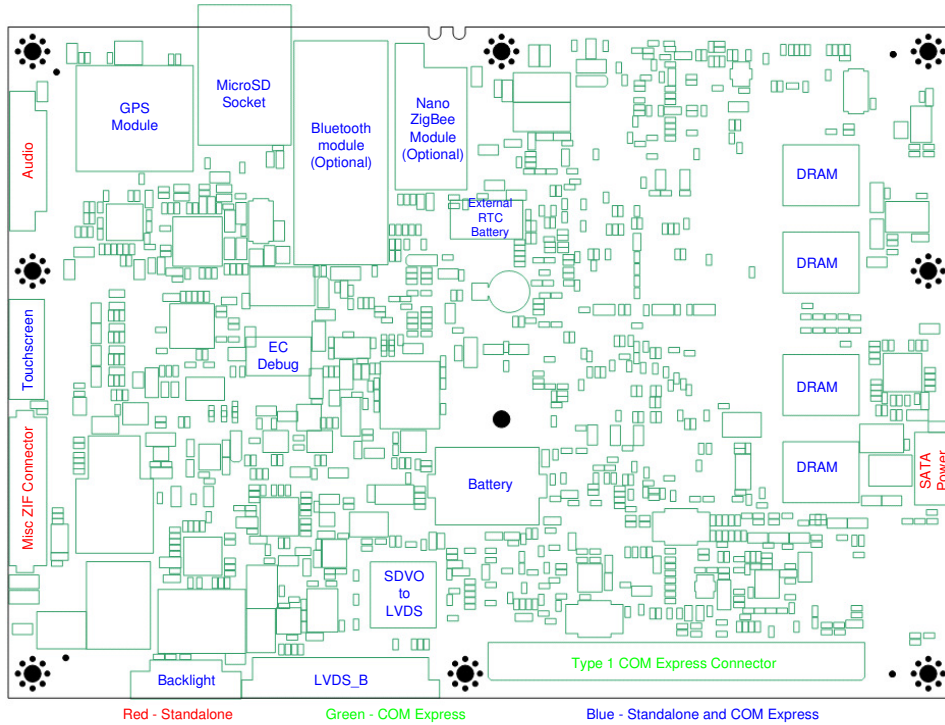 MicroSD
Socket
GPS
Module
Bluetooth
module
(Optional)
Nano
ZigBee
Module
(Optional)
Audio
DRAM
External
RTC
Battery
DRAM
Touchscreen
EC
Debug
DRAM
Misc ZIF Connector
Battery
DRAM
SATA
Power
SDVO
to
LVDS
Type 1 COM Express Connector
Backlight
LVDS_B
Red - Standalone
Green - COM Express
Blue - Standalone and COM Express